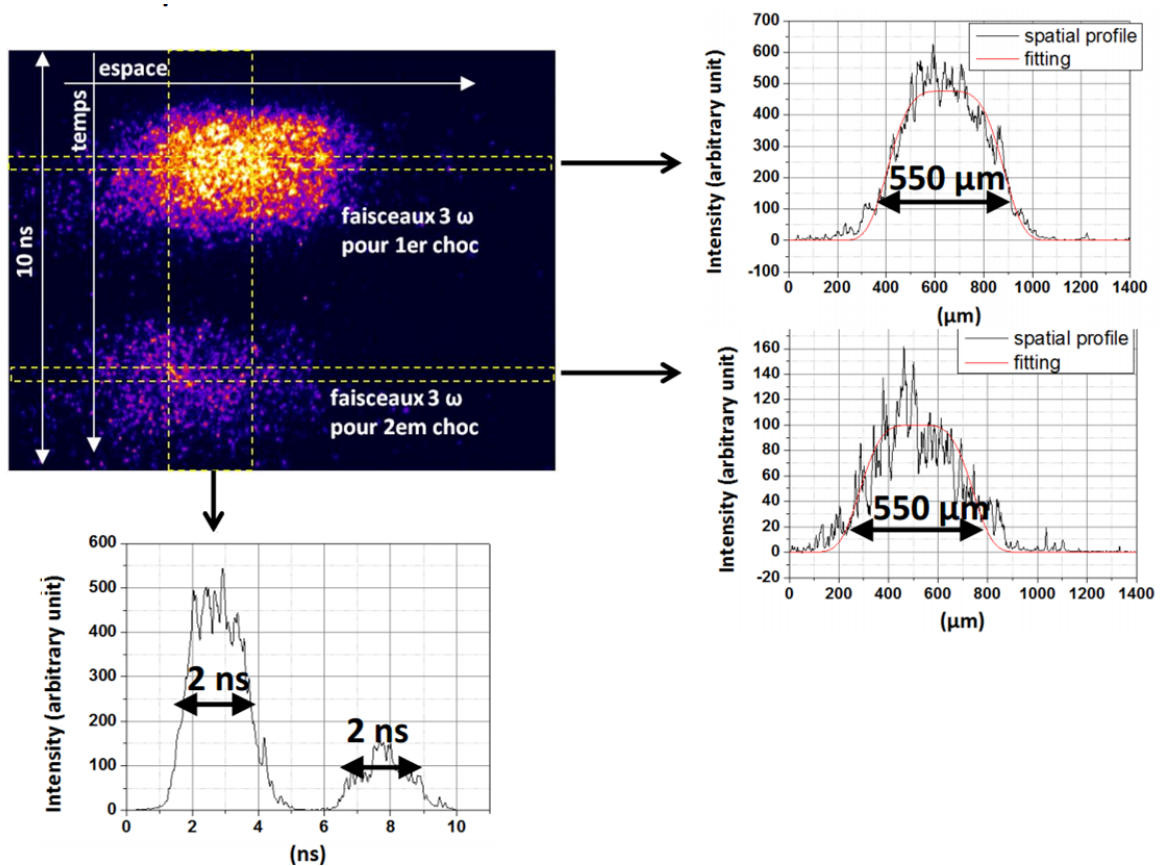 espace
temps
10 ns
faisceaux 3 ω
pour 1er choc
faisceaux 3 ω
pour 2em choc
700
600
500
400
300
200
100
0
-100
Intensity (arbitrary unit)
spatial profile
fitting
550 µm
0 200 400 600 800 1000 1200 1400
(µm)
160
140
120
100
80
60
40
20
0
-20
Intensity (arbitrary unit)
spatial profile
fitting
550 µm
0 200 400 600 800 1000 1200 1400
(µm)
600
500
400
300
200
100
0
Intensity (arbitrary unit)
2 ns
2 ns
0 2 4 6 8 10
(ns)